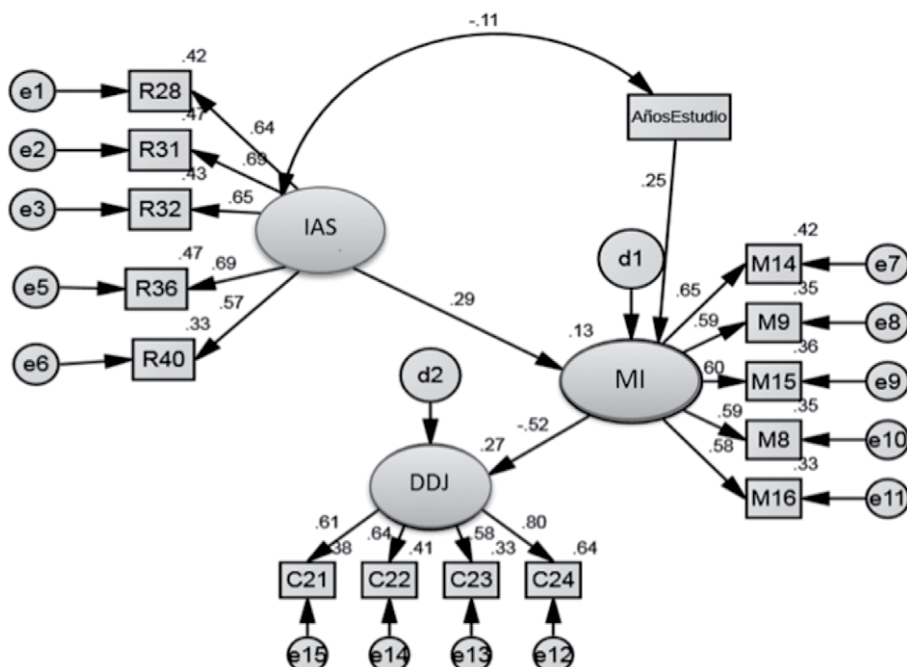 -.11
.42
e1 R28 AñosEstudio
.64
.47
e2 R31 .69
.43
e3 R32 .65
IAS
.25
.47
.69
e5 R36
.57
.33
e6 R40
.29
d1
.42
M14 e7
.65
.35
.59 M9 e8
.13
.36
MI 60 M15 e9
.35
.59 M8 e10
.58
.33
M16 e11
d2
-.52
.27
DDJ
.61 .64 .58 .80
.38 .41 .33 .64
C21 C22 C23 C24
e15 e14 e13 e12